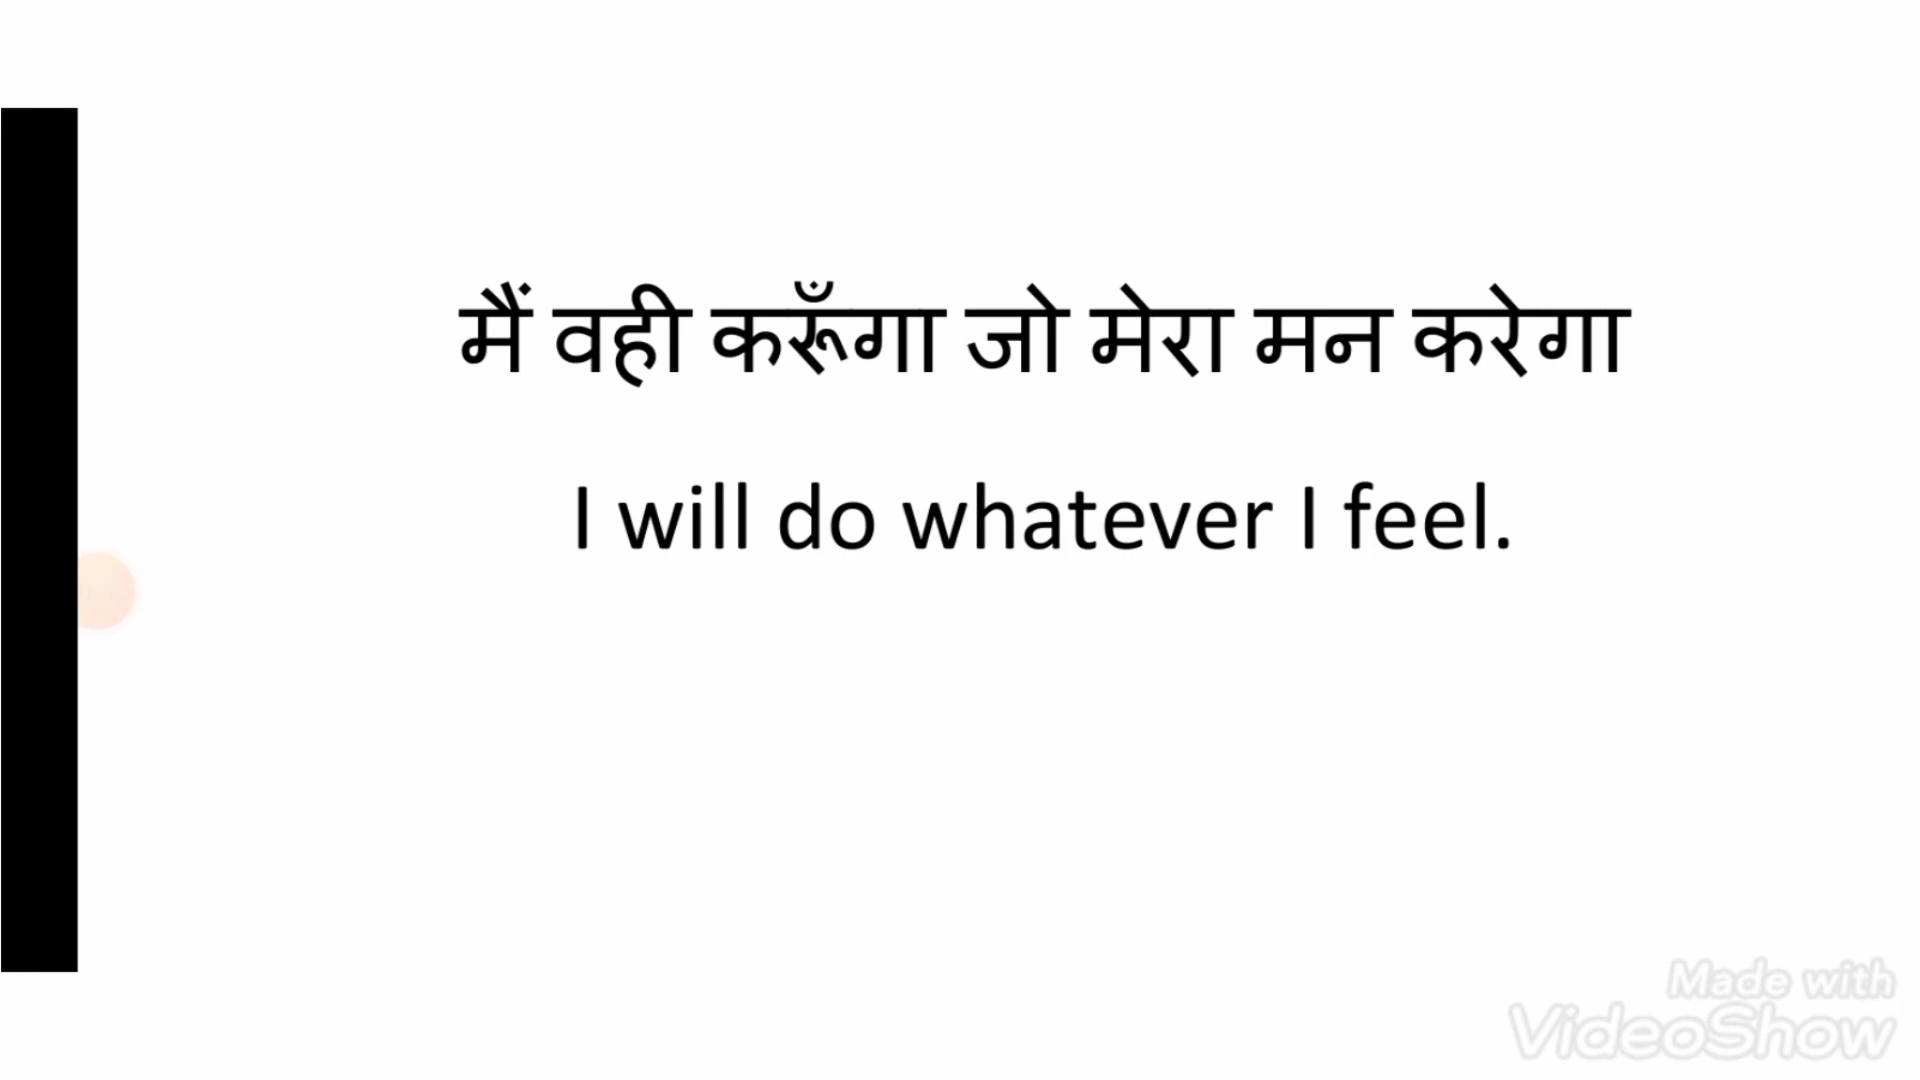 मैं वही करूँगा जो मेरा मन करेगा
I will do whatever I feel.
Made with
VideoShow